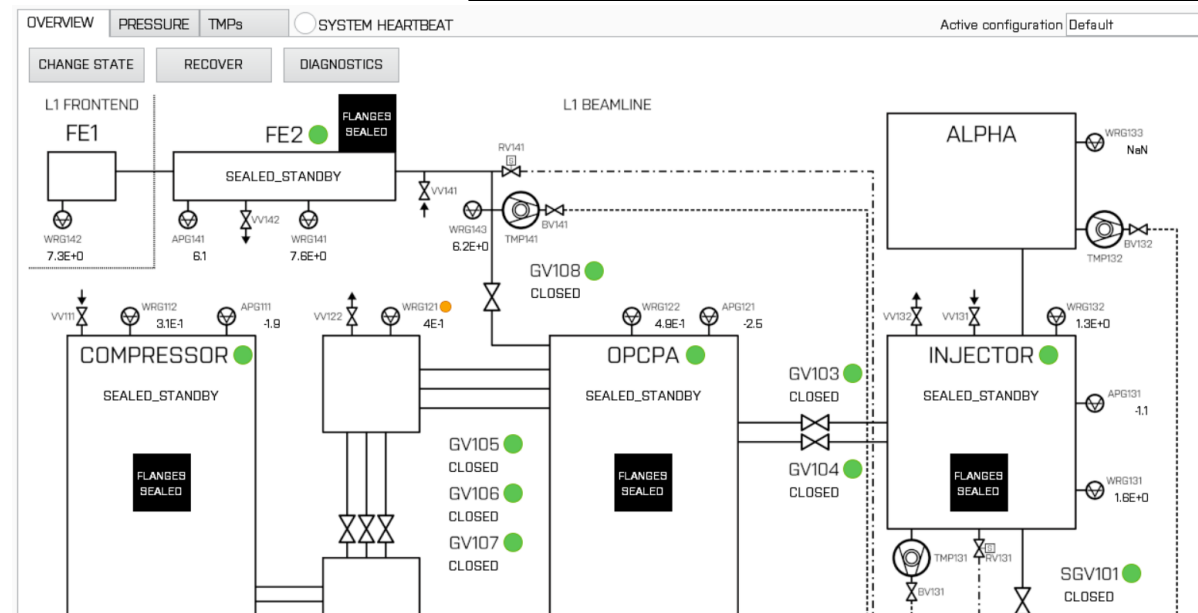 OVERVIEW
PRESSURE
TMPs
SYSTEM HEARTBEAT
Active configuration
Default
CHANGE STATE
RECOVER
DIAGNOSTICS
L1 FRONTEND
L1 BEAMLINE
FE1
FE2
FLANGES
SEALED
SEALED_STANDBY
WRG142
7.3E+0
APG141
6.1
VV142
WRG141
7.6E+0
VV141
RV141
S
WRG143
6.2E+0
TMP141
BV141
GV108
CLOSED
ALPHA
WRG133
NaN
TMP132
BV132
VV111
WRG112
3.1E-1
APG111
-1.9
COMPRESSOR
SEALED_STANDBY
FLANGES
SEALED
VV122
WRG121
4E-1
WRG122
4.9E-1
APG121
-2.5
OPCPA
SEALED_STANDBY
FLANGES
SEALED
GV103
CLOSED
GV104
CLOSED
GV105
CLOSED
GV106
CLOSED
GV107
CLOSED
VV132
VV131
WRG132
1.3E+0
INJECTOR
SEALED_STANDBY
FLANGES
SEALED
APG131
-1.1
WRG131
1.6E+0
TMP131
BV131
S
RV131
SGV101
CLOSED